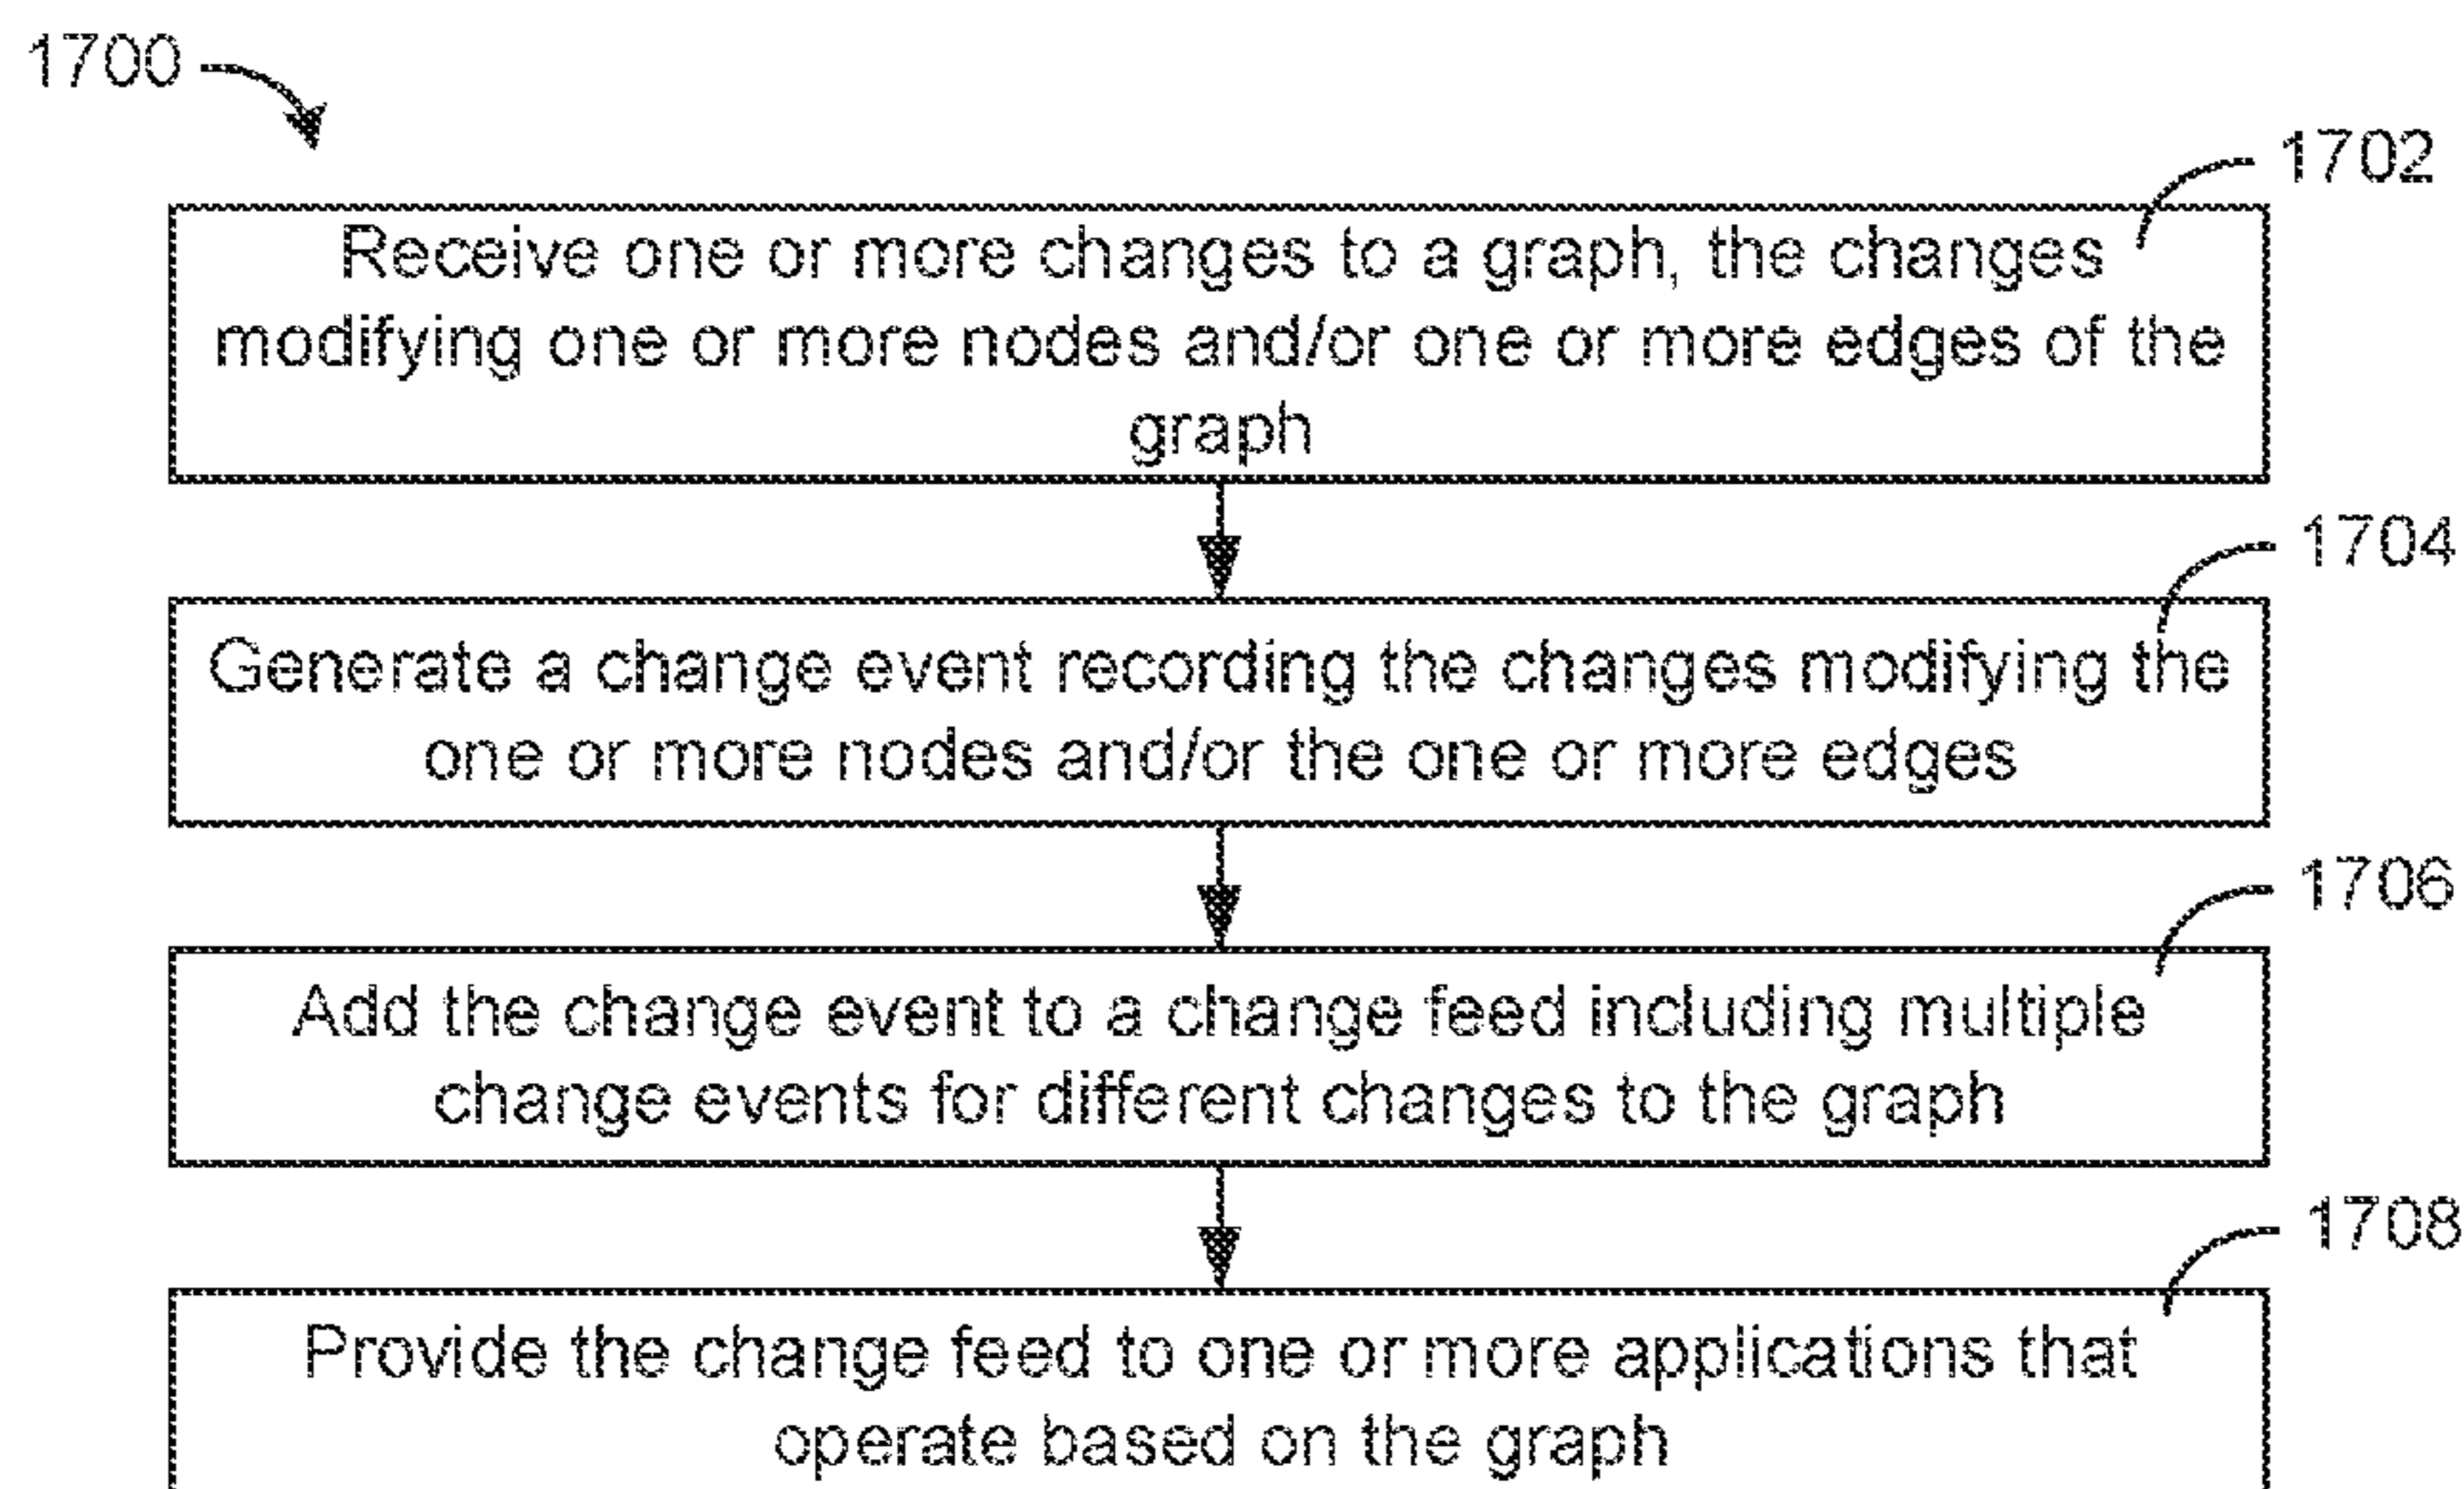 1700
1702
Receive one or more changes to a graph, the changes
modifying one or more nodes and/or one or more edges of the
graph
1704
Generate a change event recording the changes modifying the
one or more nodes and/or the one or more edges
1706
Add the change event to a change feed including multiple
change events for different changes to the graph
1708
Provide the change feed to one or more applications that
operate based on the graph